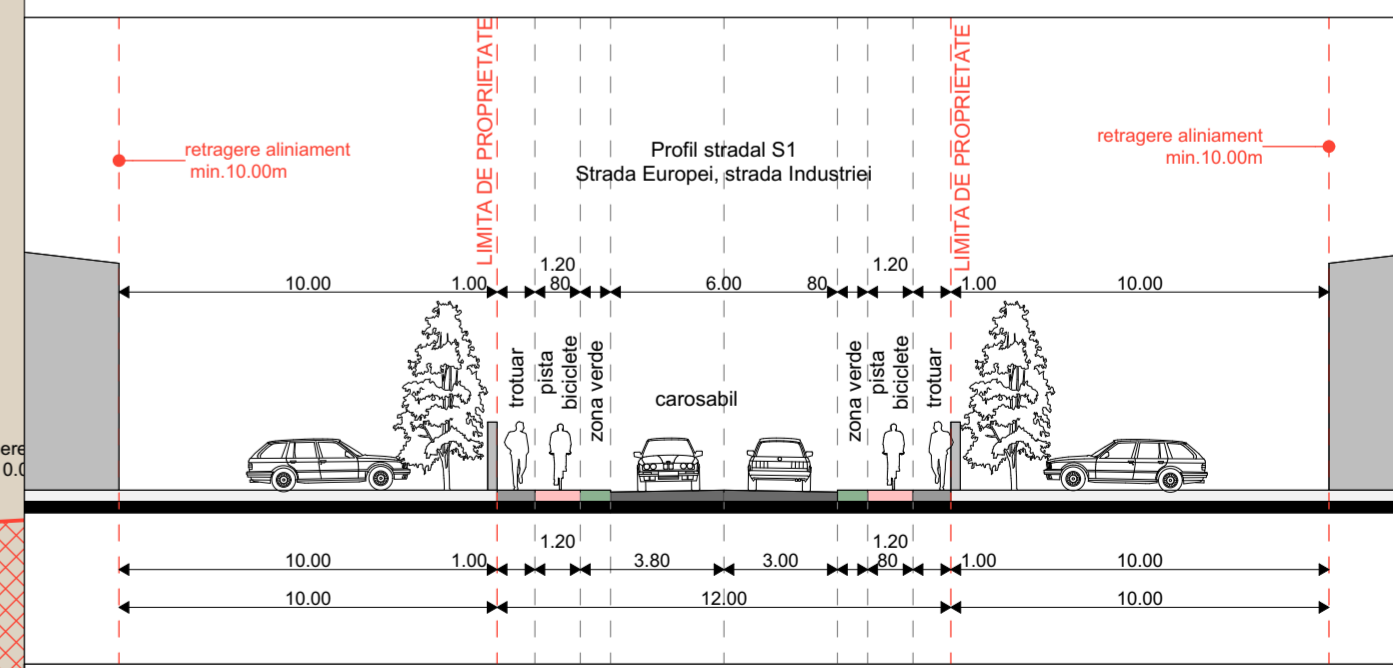 LIMITA DE PROPRIETATE
LIMITA DE PROPRIETATE
retragere aliniament
min.10.00m
Profil stradal S1
Strada Europei, strada Industriei
retragere aliniament
min.10.00m
1.20
1.20
10.00 1.00 80 6.00 80 1.00 10.00
trotuar
pista
biciclete
zona verde
carosabil
zona verde
pista
biciclete
trotuar
ere
1.20
1.20
10.00 1.00 3.80 3.00 80 1.00 10.00
10.00 12.00 10.00